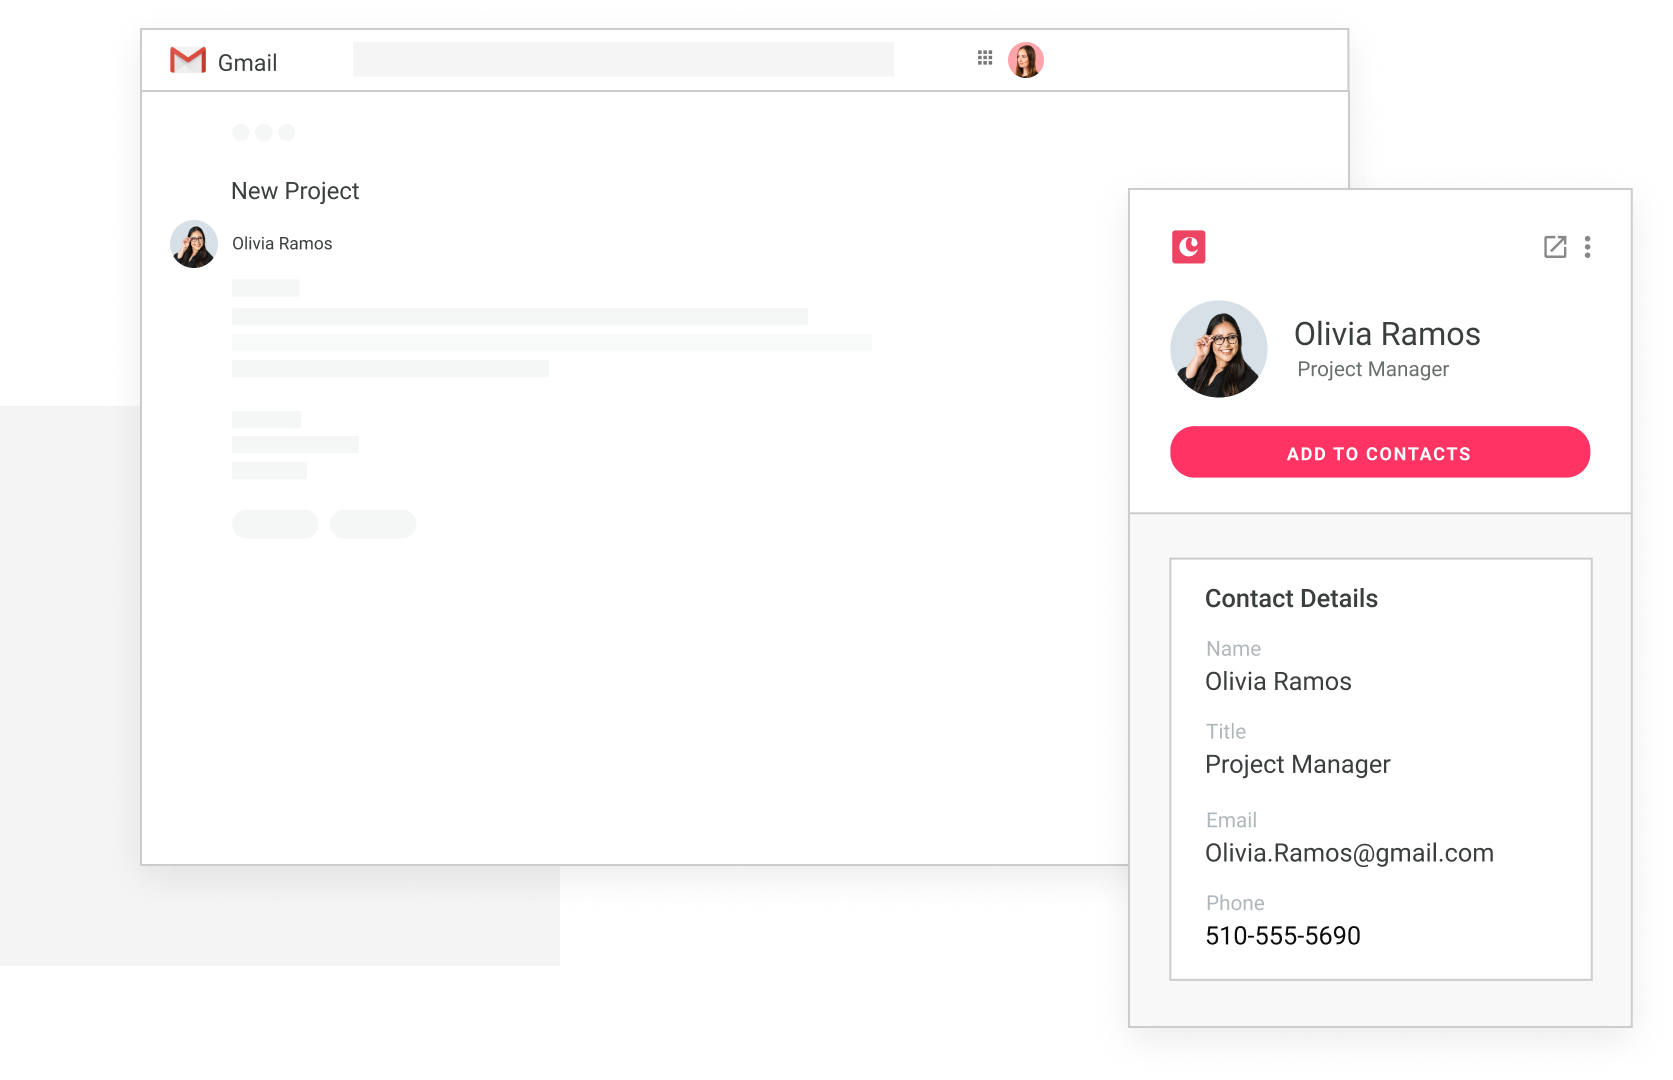 Gmail
New Project
Olivia Ramos
Olivia Ramos
Project Manager
ADD TO CONTACTS
Contact Details
Name
Olivia Ramos
Title
Project Manager
Email
Olivia.Ramos@gmail.com
Phone
510-555-5690